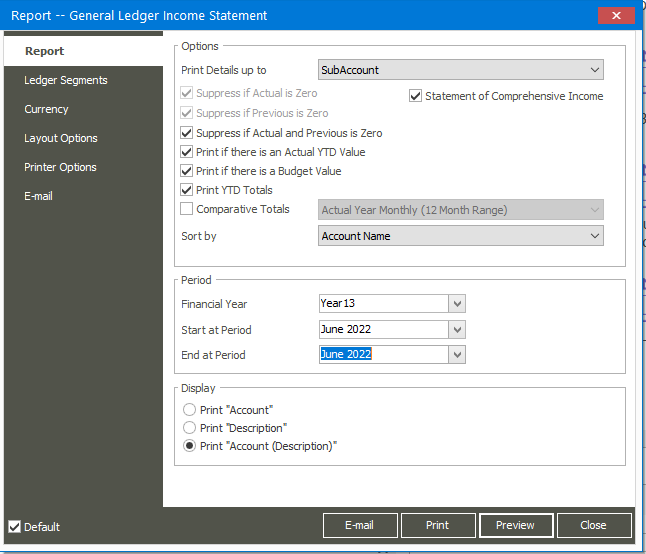 Report -- General Ledger Income Statement
Report
Ledger Segments
Currency
Layout Options
Printer Options
E-mail
Options
Print Details up to SubAccount
Suppress if Actual is Zero
Statement of Comprehensive Income
Suppress if Previous is Zero
Suppress if Actual and Previous is Zero
Print if there is an Actual YTD Value
Print if there is a Budget Value
Print YTD Totals
Comparative Totals Actual Year Monthly (12 Month Range)
Sort by Account Name
Period
Financial Year Year13
Start at Period June 2022
End at Period June 2022
Display
Print "Account"
Print "Description"
Print "Account (Description)"
Default
E-mail Print Preview Close